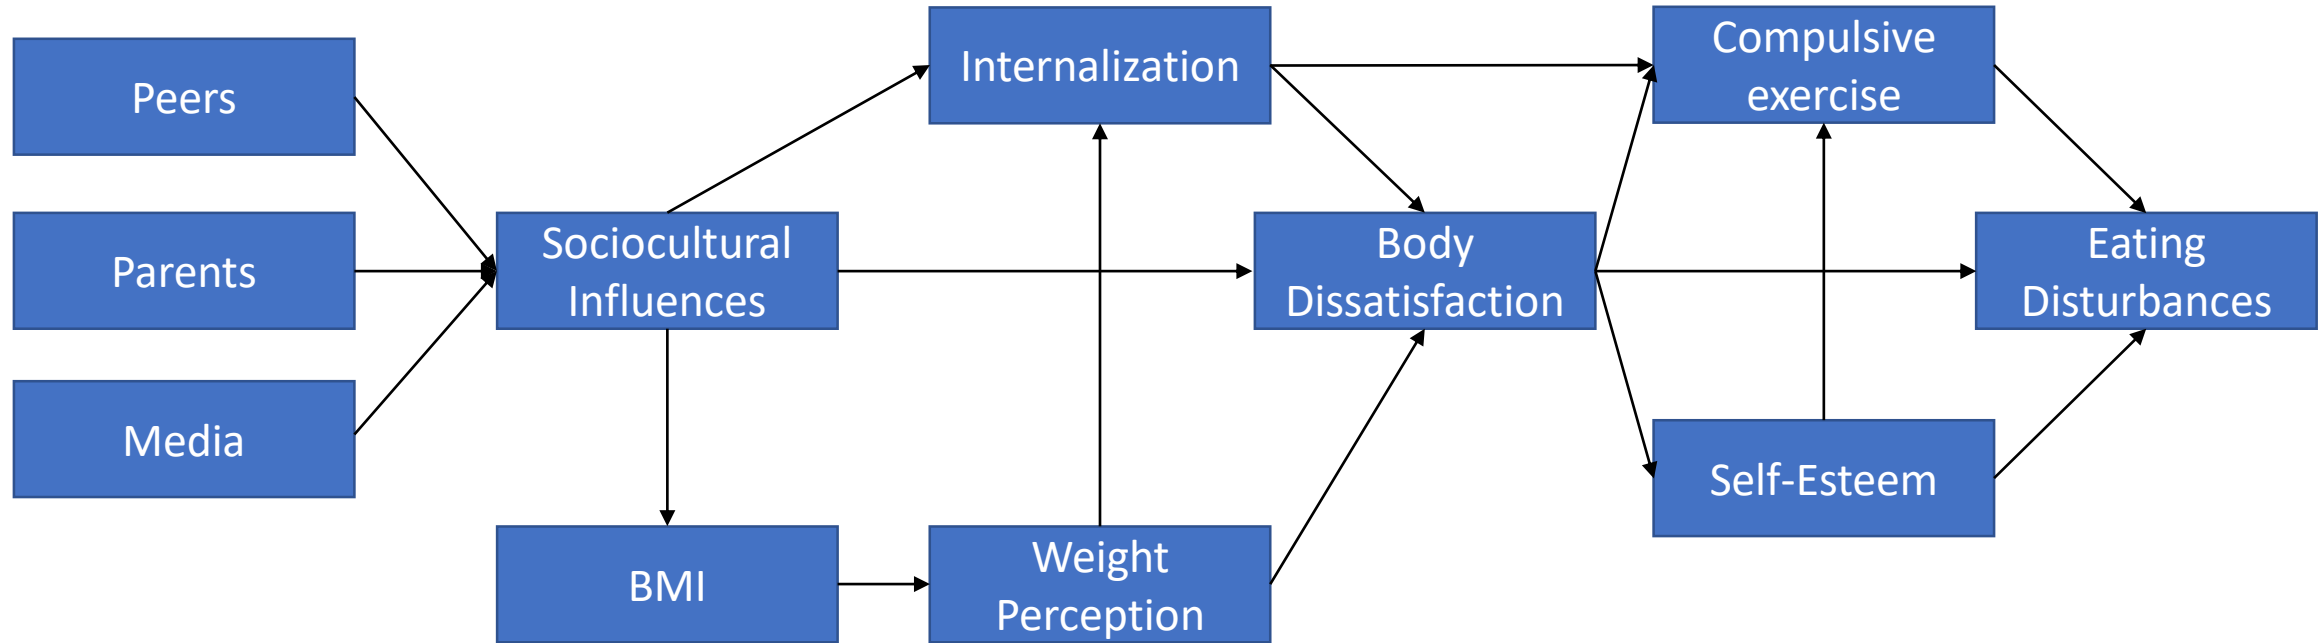 Peers
Parents
Media
Sociocultural
Influences
BMI
Internalization
Weight
Perception
Body
Dissatisfaction
Compulsive
exercise
Self-Esteem
Eating
Disturbances